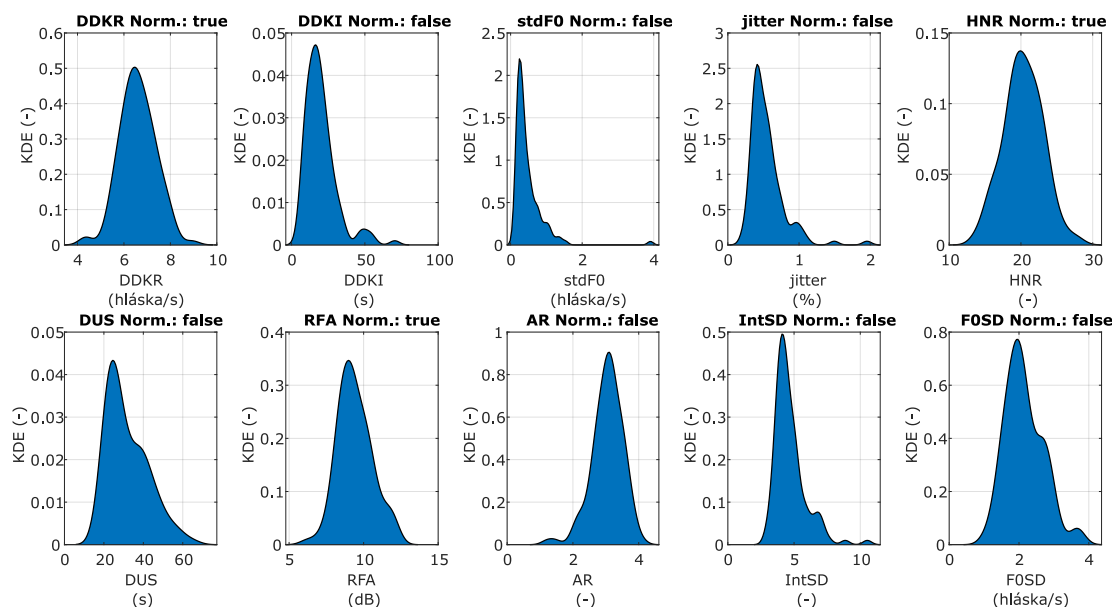 DDKR Norm.: true
0.6
0.5
0.4
0.3
0.2
0.1
0
KDE (-)
4 6 8 10
DDKR
(hláska/s)
DDKI Norm.: false
0.05
0.04
0.03
0.02
0.01
0
KDE (-)
0 50 100
DDKI
(s)
stdF0 Norm.: false
2.5
2
1.5
1
0.5
0
KDE (-)
0 2 4
stdF0
(hláska/s)
jitter Norm.: false
3
2.5
2
1.5
1
0.5
0
KDE (-)
0 1 2
jitter
(%)
HNR Norm.: true
0.15
0.1
0.05
0
KDE (-)
10 20 30
HNR
(-)
DUS Norm.: false
0.05
0.04
0.03
0.02
0.01
0
KDE (-)
0 20 40 60
DUS
(s)
RFA Norm.: true
0.4
0.3
0.2
0.1
0
KDE (-)
5 10 15
RFA
(dB)
AR Norm.: false
1
0.8
0.6
0.4
0.2
0
KDE (-)
0 2 4
AR
(-)
IntSD Norm.: false
0.5
0.4
0.3
0.2
0.1
0
KDE (-)
0 5 10
IntSD
(-)
F0SD Norm.: false
0.8
0.6
0.4
0.2
0
KDE (-)
0 2 4
F0SD
(hláska/s)